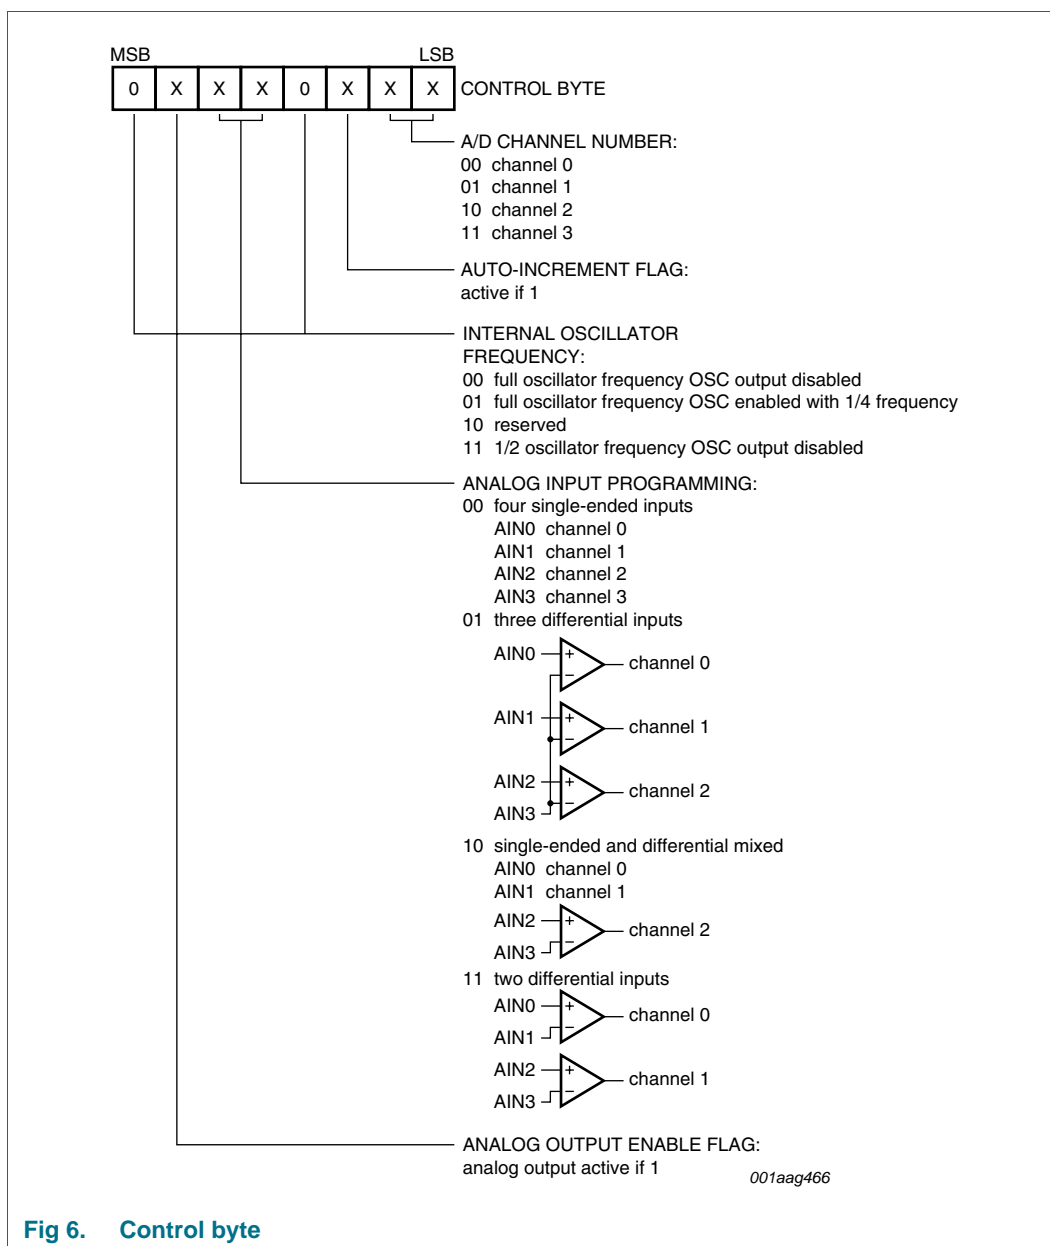 MSB LSB
0 X X X 0 X X X CONTROL BYTE
A/D CHANNEL NUMBER:
00 channel 0
01 channel 1
10 channel 2
11 channel 3
AUTO-INCREMENT FLAG:
active if 1
INTERNAL OSCILLATOR
FREQUENCY:
00 full oscillator frequency OSC output disabled
01 full oscillator frequency OSC enabled with 1/4 frequency
10 reserved
11 1/2 oscillator frequency OSC output disabled
ANALOG INPUT PROGRAMMING:
00 four single-ended inputs
AIN0 channel 0
AIN1 channel 1
AIN2 channel 2
AIN3 channel 3
01 three differential inputs
AIN0 + − channel 0
AIN1 + − channel 1
AIN2 + − channel 2
AIN3
10 single-ended and differential mixed
AIN0 channel 0
AIN1 channel 1
AIN2 + − channel 2
AIN3
11 two differential inputs
AIN0 + − channel 0
AIN1
AIN2 + − channel 1
AIN3
ANALOG OUTPUT ENABLE FLAG:
analog output active if 1
001aag466
Fig 6. Control byte